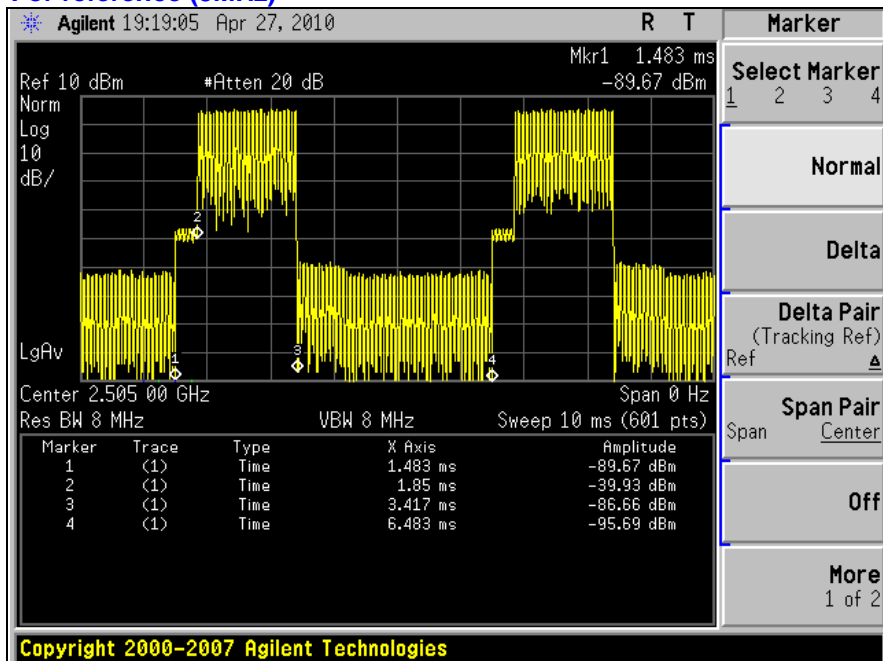 Agilent 19:19:05 Apr 27, 2010 R T
Marker
Mkr1 1.483 ms
Ref 10 dBm #Atten 20 dB -89.67 dBm
Norm
Log
10
dB/
LgAv
2
1
3
4
Center 2.505 00 GHz Span 0 Hz
Res BW 8 MHz VBW 8 MHz Sweep 10 ms (601 pts)
Marker Trace Type X Axis Amplitude
1 (1) Time 1.483 ms -89.67 dBm
2 (1) Time 1.85 ms -39.93 dBm
3 (1) Time 3.417 ms -86.66 dBm
4 (1) Time 6.483 ms -95.69 dBm
Select Marker
1 2 3 4
Normal
Delta
Delta Pair
(Tracking Ref)
Ref Δ
Span Pair
Span Center
Off
More
1 of 2
Copyright 2000-2007 Agilent Technologies